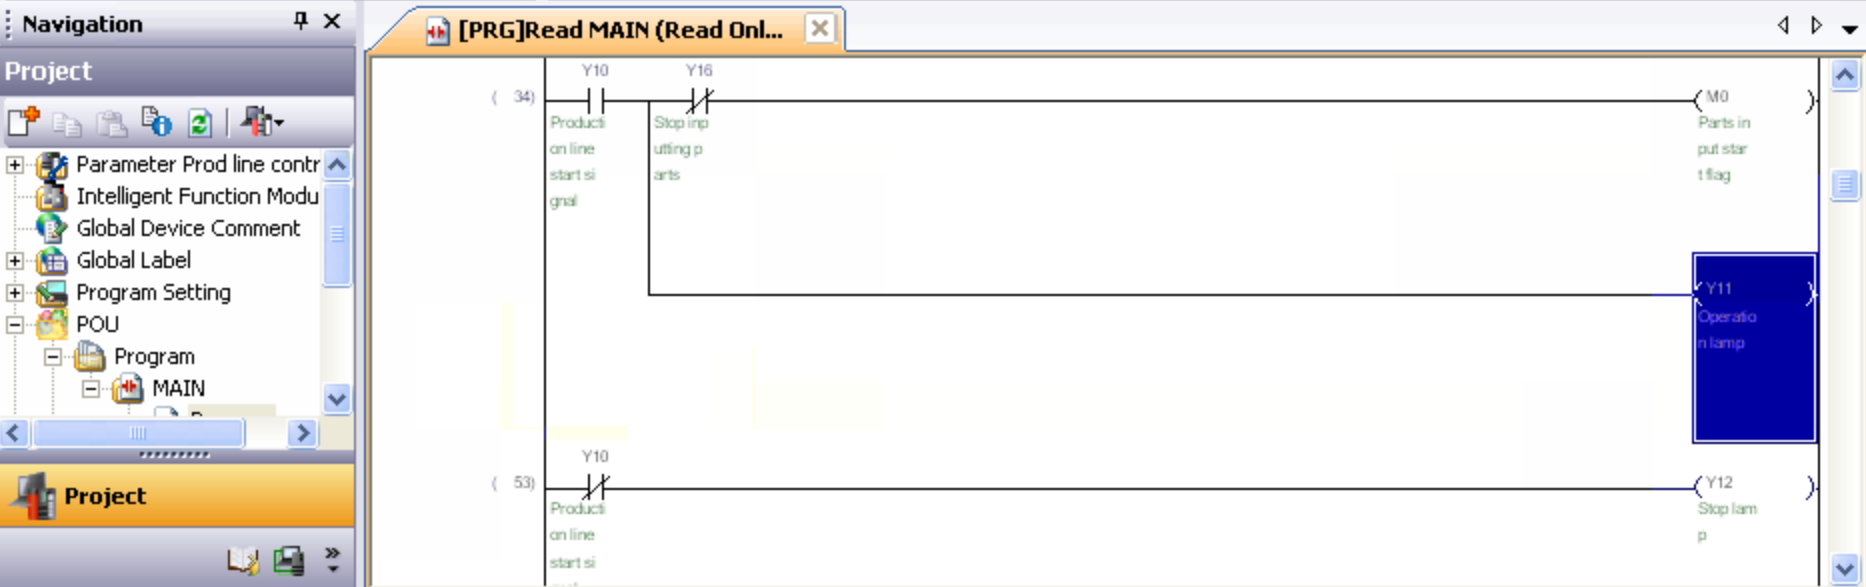 Navigation
[PRG]Read MAIN (Read Onl...
Project
Parameter Prod line contr
Intelligent Function Modu
Global Device Comment
Global Label
Program Setting
POU
Program
MAIN
Project
Y10
Y16
( 34)
M0
Producti
on line
start si
gnal
Stop inp
utting p
arts
Parts in
put star
t flag
Y11
Operatio
n lamp
Y10
( 53)
Y12
Producti
on line
start si
Stop lam
p